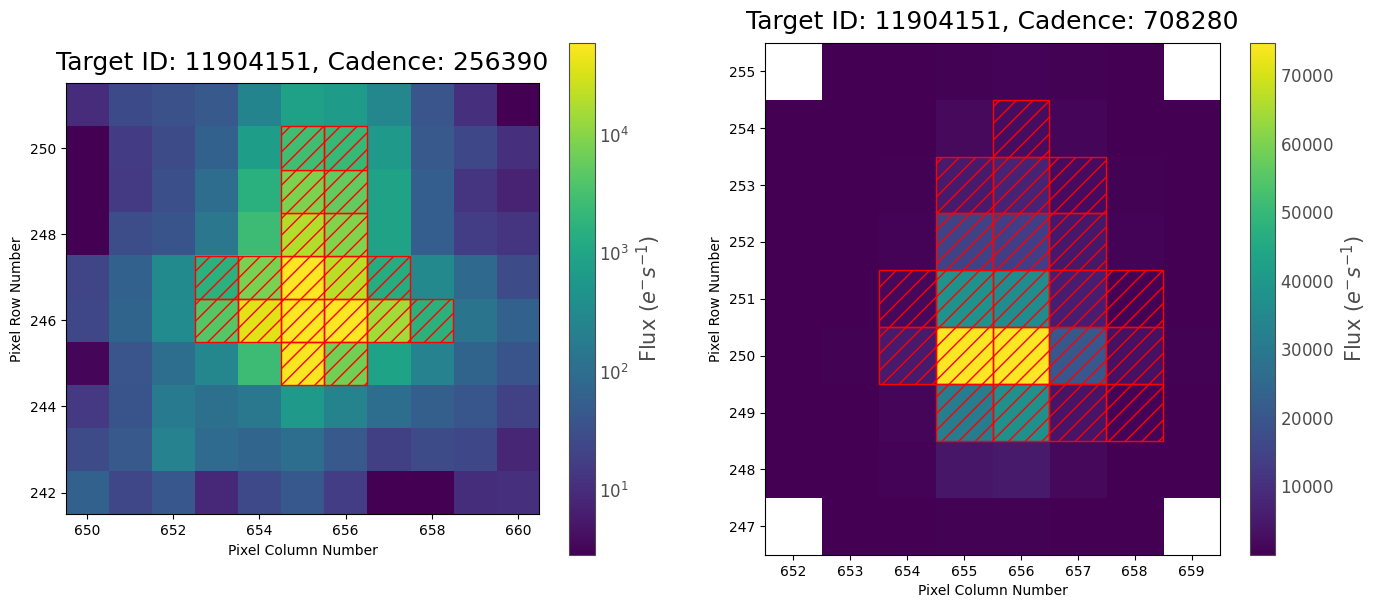 Target ID: 11904151, Cadence: 256390
Pixel Row Number
250
248
246
244
242
650 652 654 656 658 660
Pixel Column Number
10⁴
10³
10²
10¹
Flux (e⁻s⁻¹)
Target ID: 11904151, Cadence: 708280
Pixel Row Number
255
254
253
252
251
250
249
248
247
652 653 654 655 656 657 658 659
Pixel Column Number
70000
60000
50000
40000
30000
20000
10000
Flux (e⁻s⁻¹)